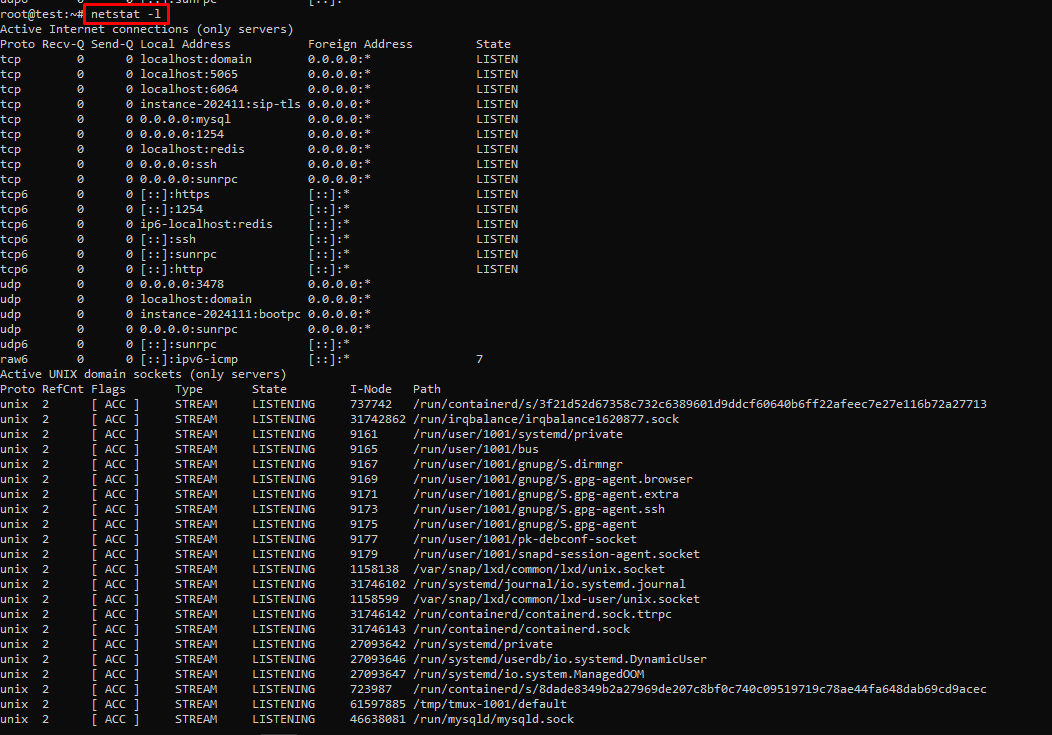 udp6 0 0 [::]:sunrpc [::]:*
root@test:~# netstat -l
Active Internet connections (only servers)
Proto Recv-Q Send-Q Local Address Foreign Address State
tcp 0 0 localhost:domain 0.0.0.0:* LISTEN
tcp 0 0 localhost:5065 0.0.0.0:* LISTEN
tcp 0 0 localhost:6064 0.0.0.0:* LISTEN
tcp 0 0 instance-202411:sip-tls 0.0.0.0:* LISTEN
tcp 0 0 0.0.0.0:mysql 0.0.0.0:* LISTEN
tcp 0 0 0.0.0.0:1254 0.0.0.0:* LISTEN
tcp 0 0 localhost:redis 0.0.0.0:* LISTEN
tcp 0 0 0.0.0.0:ssh 0.0.0.0:* LISTEN
tcp 0 0 0.0.0.0:sunrpc 0.0.0.0:* LISTEN
tcp6 0 0 [::]:https [::]:* LISTEN
tcp6 0 0 [::]:1254 [::]:* LISTEN
tcp6 0 0 ip6-localhost:redis [::]:* LISTEN
tcp6 0 0 [::]:ssh [::]:* LISTEN
tcp6 0 0 [::]:sunrpc [::]:* LISTEN
tcp6 0 0 [::]:http [::]:* LISTEN
udp 0 0 0.0.0.0:3478 0.0.0.0:*
udp 0 0 localhost:domain 0.0.0.0:*
udp 0 0 instance-2024111:bootpc 0.0.0.0:*
udp 0 0 0.0.0.0:sunrpc 0.0.0.0:*
udp6 0 0 [::]:sunrpc [::]:*
raw6 0 0 [::]:ipv6-icmp [::]:* 7
Active UNIX domain sockets (only servers)
Proto RefCnt Flags Type State I-Node Path
unix 2 [ ACC ] STREAM LISTENING 737742 /run/containerd/s/3f21d52d67358c732c6389601d9ddcf60640b6ff22afeec7e27e116b72a27713
unix 2 [ ACC ] STREAM LISTENING 31742862 /run/irqbalance/irqbalance1620877.sock
unix 2 [ ACC ] STREAM LISTENING 9161 /run/user/1001/systemd/private
unix 2 [ ACC ] STREAM LISTENING 9165 /run/user/1001/bus
unix 2 [ ACC ] STREAM LISTENING 9167 /run/user/1001/gnupg/S.dirmngr
unix 2 [ ACC ] STREAM LISTENING 9169 /run/user/1001/gnupg/S.gpg-agent.browser
unix 2 [ ACC ] STREAM LISTENING 9171 /run/user/1001/gnupg/S.gpg-agent.extra
unix 2 [ ACC ] STREAM LISTENING 9173 /run/user/1001/gnupg/S.gpg-agent.ssh
unix 2 [ ACC ] STREAM LISTENING 9175 /run/user/1001/gnupg/S.gpg-agent
unix 2 [ ACC ] STREAM LISTENING 9177 /run/user/1001/pk-debconf-socket
unix 2 [ ACC ] STREAM LISTENING 9179 /run/user/1001/snapd-session-agent.socket
unix 2 [ ACC ] STREAM LISTENING 1158138 /var/snap/lxd/common/lxd/unix.socket
unix 2 [ ACC ] STREAM LISTENING 31746102 /run/systemd/journal/io.systemd.journal
unix 2 [ ACC ] STREAM LISTENING 1158599 /var/snap/lxd/common/lxd-user/unix.socket
unix 2 [ ACC ] STREAM LISTENING 31746142 /run/containerd/containerd.sock.ttrpc
unix 2 [ ACC ] STREAM LISTENING 31746143 /run/containerd/containerd.sock
unix 2 [ ACC ] STREAM LISTENING 27093642 /run/systemd/private
unix 2 [ ACC ] STREAM LISTENING 27093646 /run/systemd/userdb/io.systemd.DynamicUser
unix 2 [ ACC ] STREAM LISTENING 27093647 /run/systemd/io.system.ManagedOOM
unix 2 [ ACC ] STREAM LISTENING 723987 /run/containerd/s/8dade8349b2a27969de207c8bf0c740c09519719c78ae44fa648dab69cd9acec
unix 2 [ ACC ] STREAM LISTENING 61597885 /tmp/tmux-1001/default
unix 2 [ ACC ] STREAM LISTENING 46638081 /run/mysqld/mysqld.sock